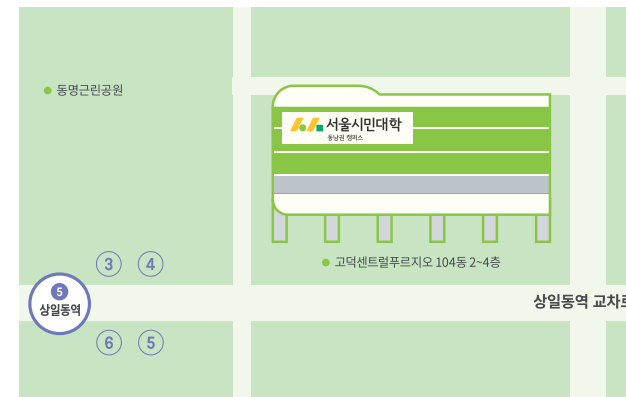 동명근린공원
서울시민대학
동남권 캠퍼스
고덕센트럴푸르지오 104동 2~4층
3 4
5
상일동역
상일동역 교차로
6 5